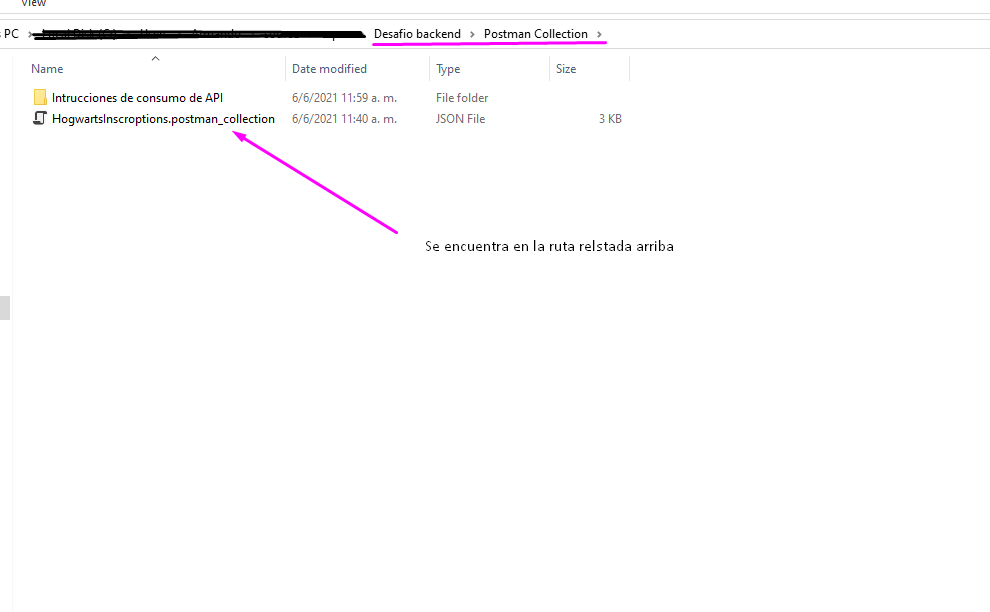 View
PC > Desafio backend > Postman Collection >
Name Date modified Type Size
Intrucciones de consumo de API 6/6/2021 11:59 a. m. File folder
HogwartsInscroptions.postman_collection 6/6/2021 11:40 a. m. JSON File 3 KB
Se encuentra en la ruta relstada arriba